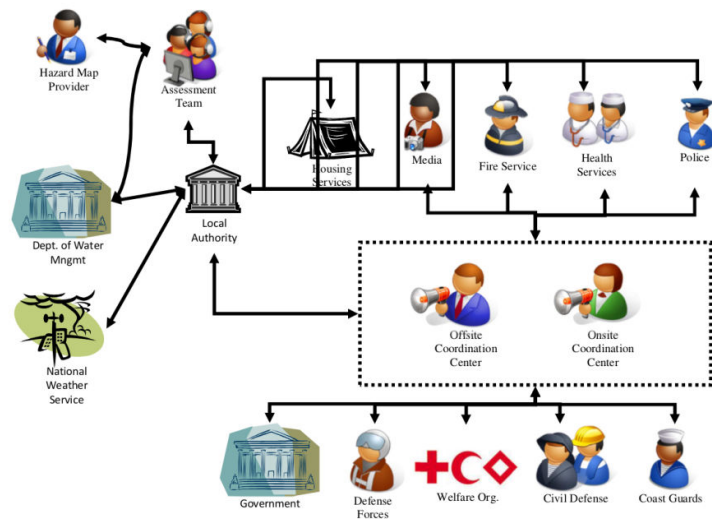 Hazard Map
Provider
Assessment
Team
Housing
Services
Media
Fire Service
Health
Services
Police
Local
Authority
Dept. of Water
Mngmt
National
Weather
Service
Offsite
Coordination
Center
Onsite
Coordination
Center
Government
Defense
Forces
Welfare Org.
Civil Defense
Coast Guards